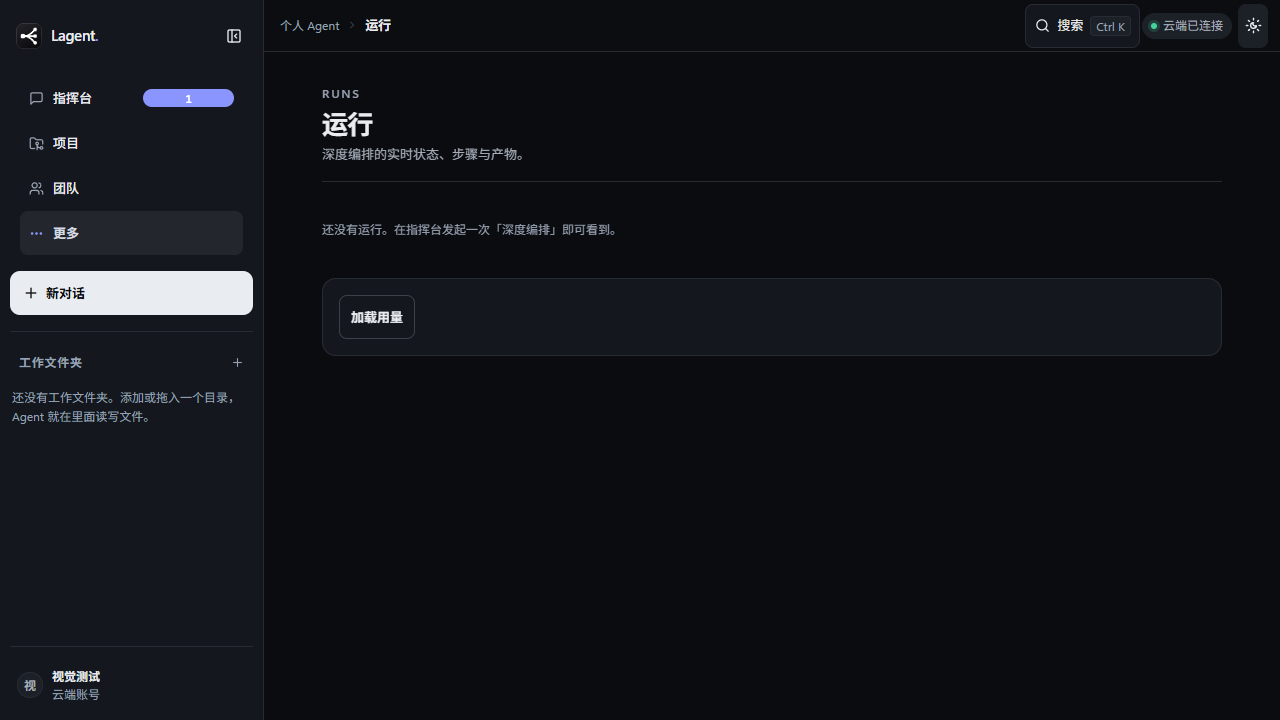 Lagent.
指挥台 1
项目
团队
更多
新对话
工作文件夹
还没有工作文件夹。添加或拖入一个目录，
Agent 就在里面读写文件。
视
视觉测试
云端账号
个人 Agent
运行
搜索 Ctrl K
云端已连接
RUNS
运行
深度编排的实时状态、步骤与产物。
还没有运行。在指挥台发起一次「深度编排」即可看到。
加载用量